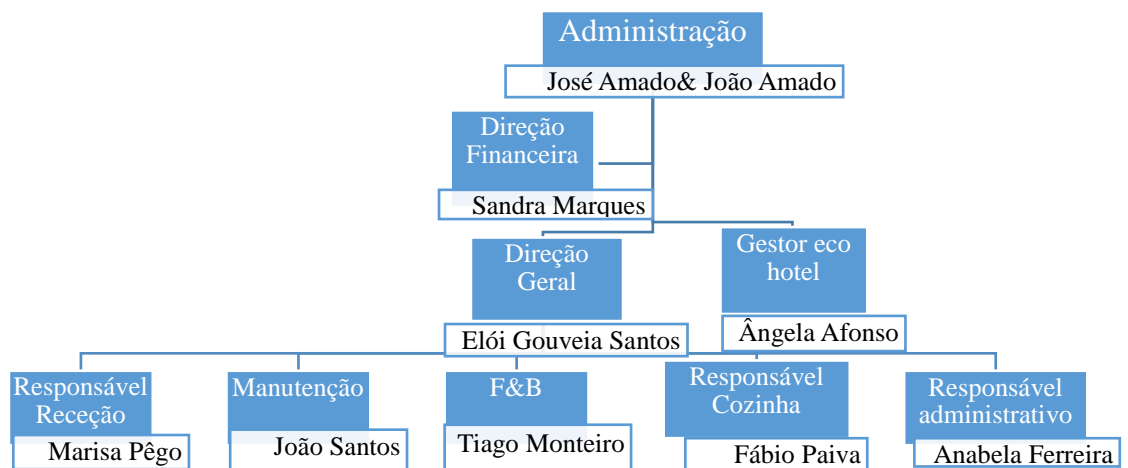 Administração
José Amado& João Amado
Direção
Financeira
Sandra Marques
Direção
Geral
Elói Gouveia Santos
Gestor eco
hotel
Ângela Afonso
Responsável
Receção
Marisa Pêgo
Manutenção
João Santos
F&B
Tiago Monteiro
Responsável
Cozinha
Fábio Paiva
Responsável
administrativo
Anabela Ferreira